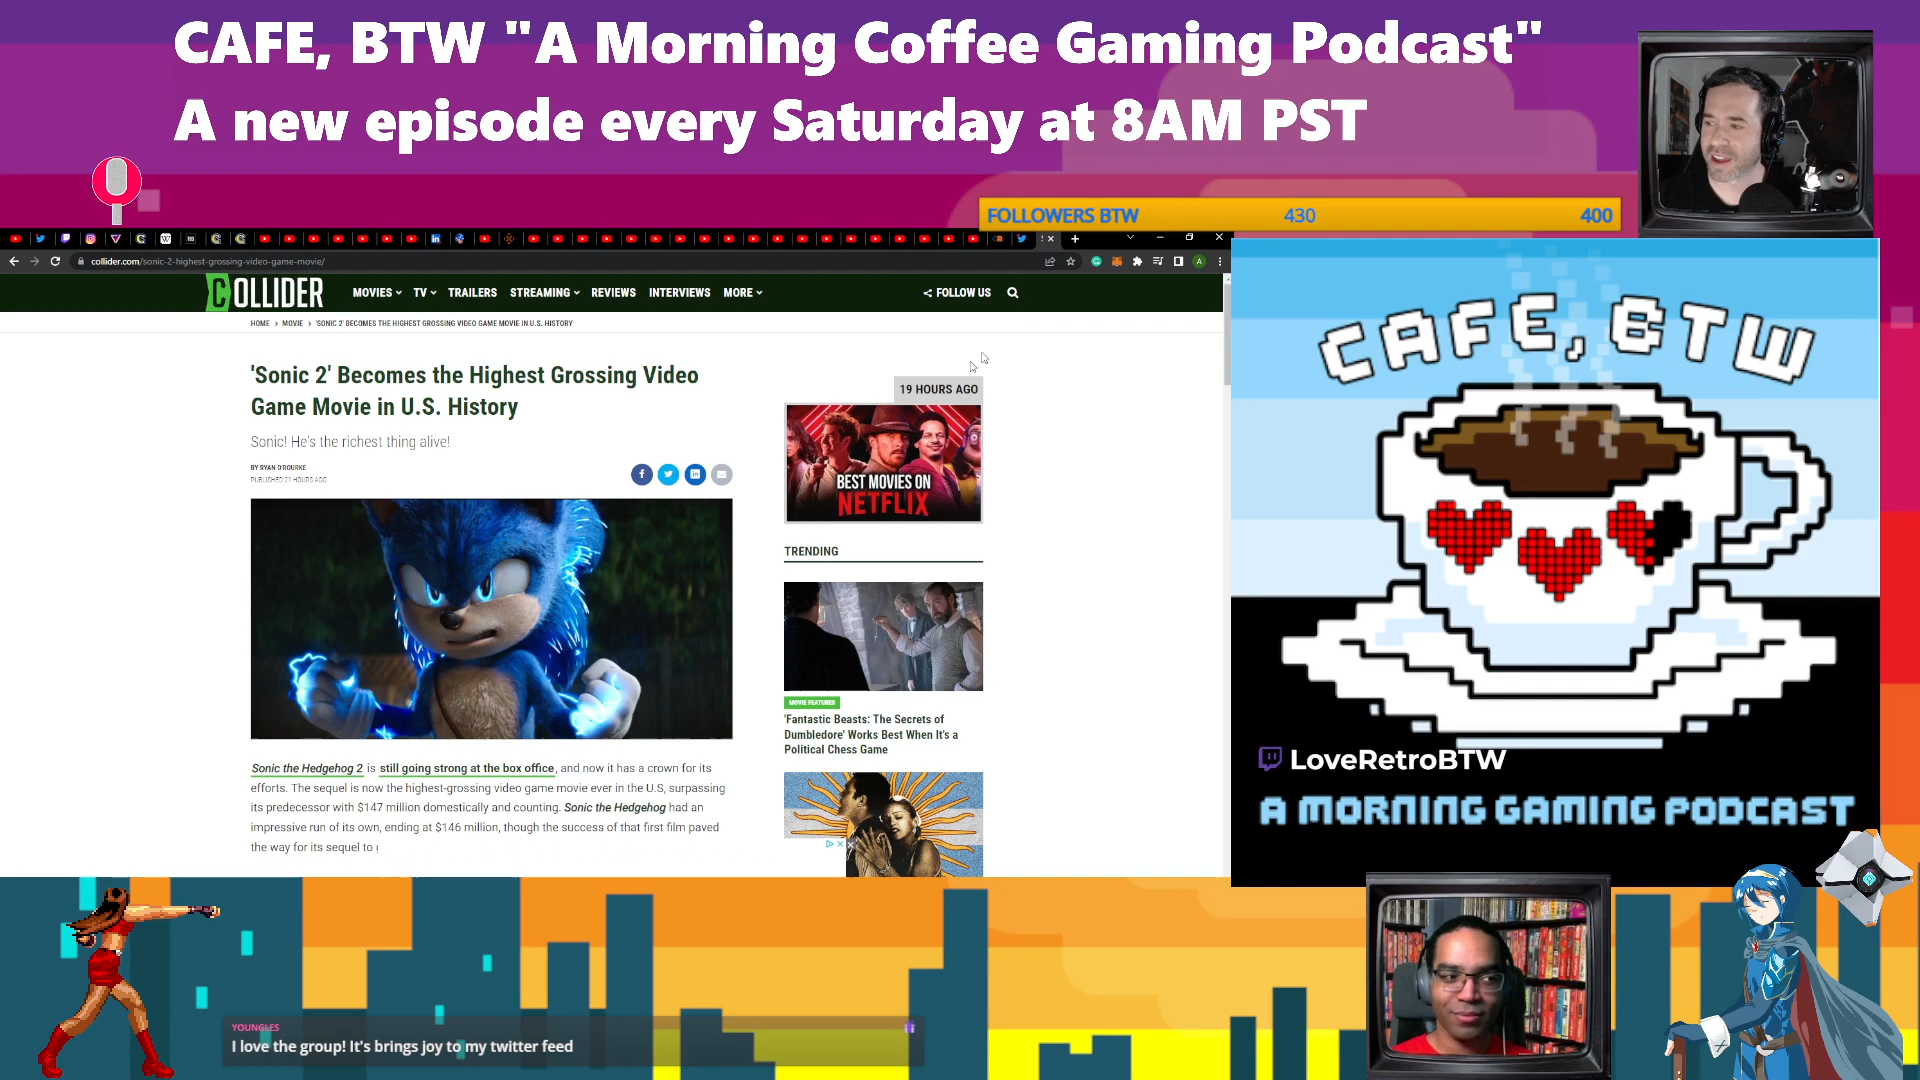 CAFE, BTW "A Morning Coffee Gaming Podcast"
A new episode every Saturday at 8AM PST
FOLLOWERS BTW 430 400
collider.com/sonic-2-highest-grossing-video-game-movie/
COLLIDER MOVIES TV TRAILERS STREAMING REVIEWS INTERVIEWS MORE FOLLOW US
HOME > MOVIE > 'SONIC 2' BECOMES THE HIGHEST GROSSING VIDEO GAME MOVIE IN U.S. HISTORY
'Sonic 2' Becomes the Highest Grossing Video
Game Movie in U.S. History
Sonic! He's the richest thing alive!
BY RYAN O'ROURKE
PUBLISHED 21 HOURS AGO
Sonic the Hedgehog 2 is still going strong at the box office, and now it has a crown for its
efforts. The sequel is now the highest-grossing video game movie ever in the U.S, surpassing
its predecessor with $147 million domestically and counting. Sonic the Hedgehog had an
impressive run of its own, ending at $146 million, though the success of that first film paved
the way for its sequel to
19 HOURS AGO
BEST MOVIES ON
NETFLIX
TRENDING
MOVIE FEATURES
'Fantastic Beasts: The Secrets of
Dumbledore' Works Best When It's a
Political Chess Game
CAFE, BTW
LoveRetroBTW
A MORNING GAMING PODCAST
YOUNGLES
I love the group! It's brings joy to my twitter feed